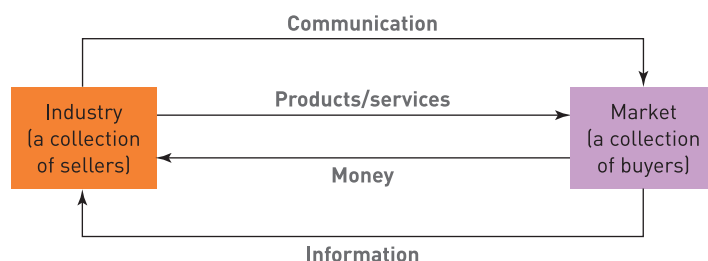 Communication
Products/services
Industry
(a collection
of sellers)
Market
(a collection
of buyers)
Money
Information